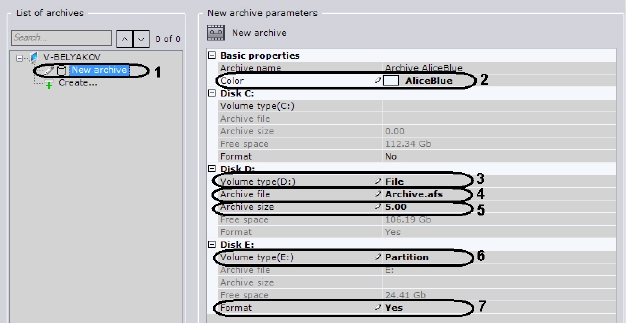 List of archives
Search...
0 of 0
V-BELYAKOV
New archive
1
Create...
New archive parameters
New archive
Basic properties
Archive name Archive AliceBlue
Color AliceBlue 2
Disk C:
Volume type(C:)
Archive file
Archive size 0.00
Free space 112.34 Gb
Format No
Disk D:
Volume type(D:) File 3
Archive file Archive.afs 4
Archive size 5.00 5
Free space 106.19 Gb
Format Yes
Disk E:
Volume type(E:) Partition 6
Archive file E:
Archive size
Free space 24.41 Gb
Format Yes 7